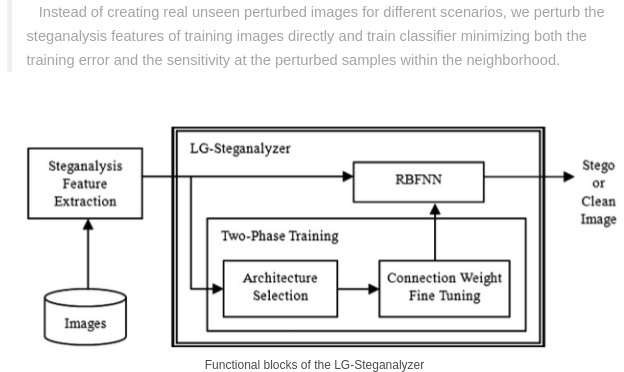 Instead of creating real unseen perturbed images for different scenarios, we perturb the
steganalysis features of training images directly and train classifier minimizing both the
training error and the sensitivity at the perturbed samples within the neighborhood.
LG-Steganalyzer
Steganalysis
Feature
Extraction
RBFNN
Stego
or
Clean
Image
Two-Phase Training
Architecture
Selection
Connection Weight
Fine Tuning
Images
Functional blocks of the LG-Steganalyzer